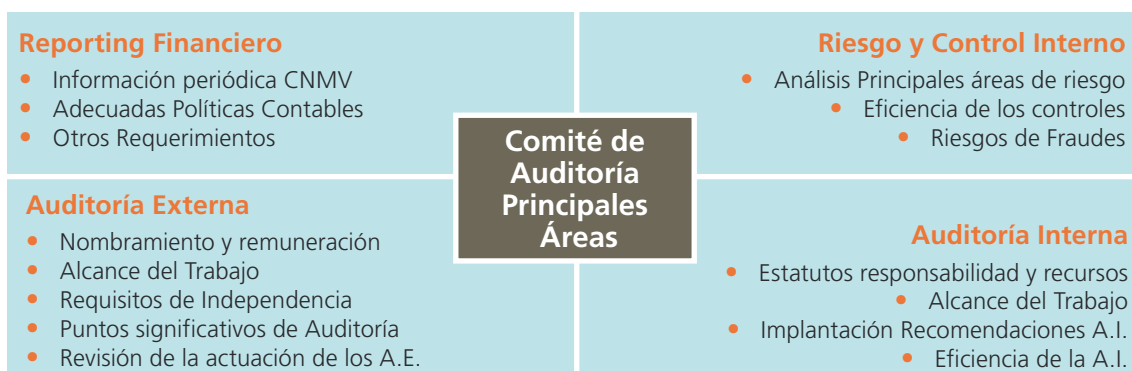 Reporting Financiero
• Información periódica CNMV
• Adecuadas Políticas Contables
• Otros Requerimientos
Riesgo y Control Interno
• Análisis Principales áreas de riesgo
• Eficiencia de los controles
• Riesgos de Fraudes
Comité de
Auditoría
Principales
Áreas
Auditoría Externa
• Nombramiento y remuneración
• Alcance del Trabajo
• Requisitos de Independencia
• Puntos significativos de Auditoría
• Revisión de la actuación de los A.E.
Auditoría Interna
• Estatutos responsabilidad y recursos
• Alcance del Trabajo
• Implantación Recomendaciones A.I.
• Eficiencia de la A.I.